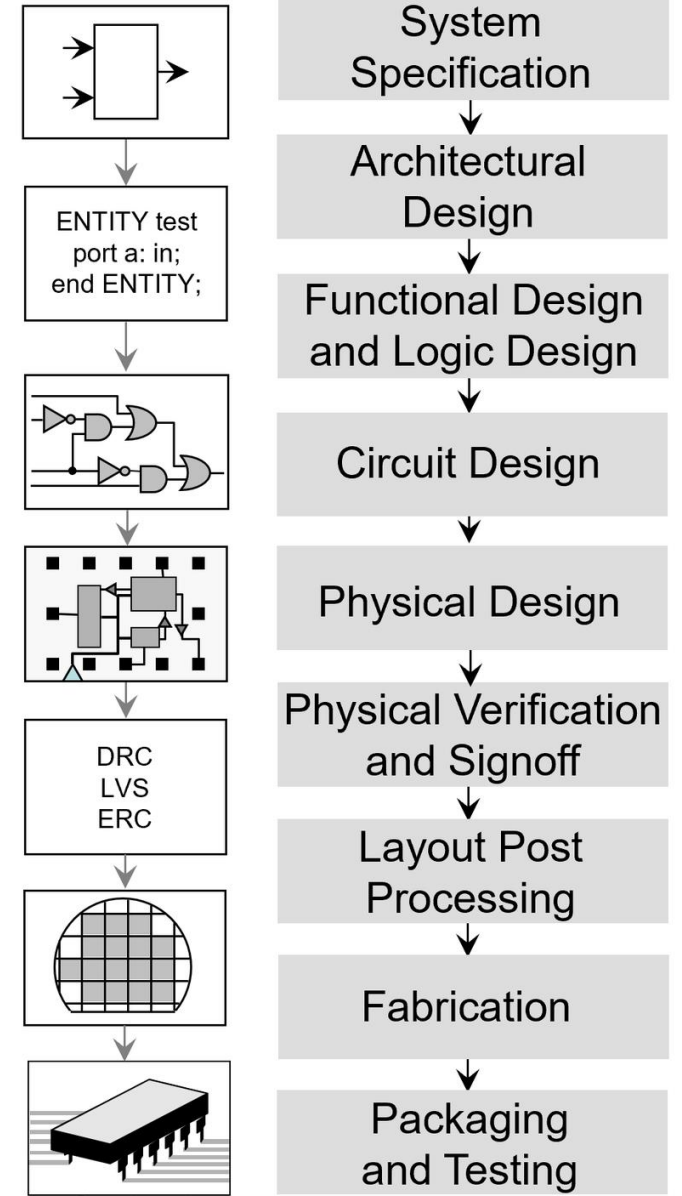 System
Specification
Architectural
Design
ENTITY test
port a: in;
end ENTITY;
Functional Design
and Logic Design
Circuit Design
Physical Design
Physical Verification
and Signoff
DRC
LVS
ERC
Layout Post
Processing
Fabrication
Packaging
and Testing